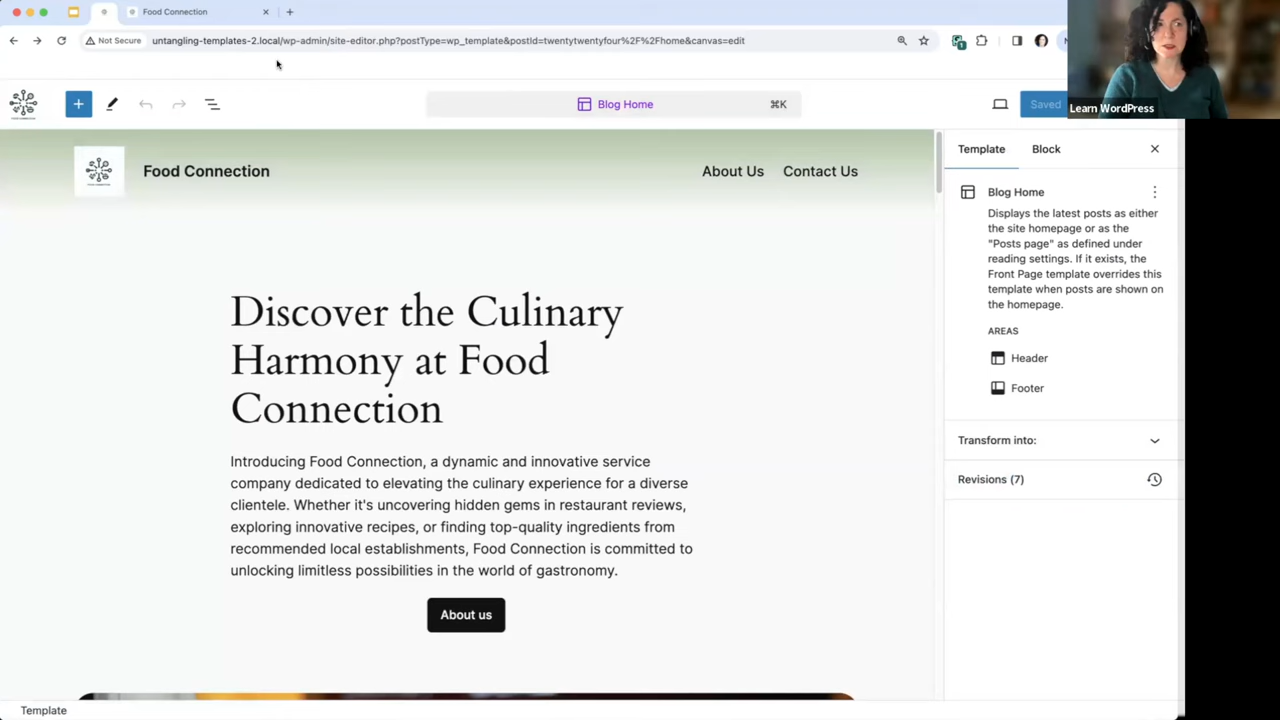 Food Connection
Not Secure
untangling-templates-2.local/wp-admin/site-editor.php?postType=wp_template&postId=twentytwentyfour%2F%2Fhome&canvas=edit
Learn WordPress
Blog Home
⌘K
Saved
Food Connection
About Us
Contact Us
Template
Block
Blog Home
Displays the latest posts as either
the site homepage or as the
"Posts page" as defined under
reading settings. If it exists, the
Front Page template overrides this
template when posts are shown on
the homepage.
AREAS
Header
Footer
Transform into:
Revisions (7)
Discover the Culinary
Harmony at Food
Connection
Introducing Food Connection, a dynamic and innovative service
company dedicated to elevating the culinary experience for a diverse
clientele. Whether it's uncovering hidden gems in restaurant reviews,
exploring innovative recipes, or finding top-quality ingredients from
recommended local establishments, Food Connection is committed to
unlocking limitless possibilities in the world of gastronomy.
About us
Template